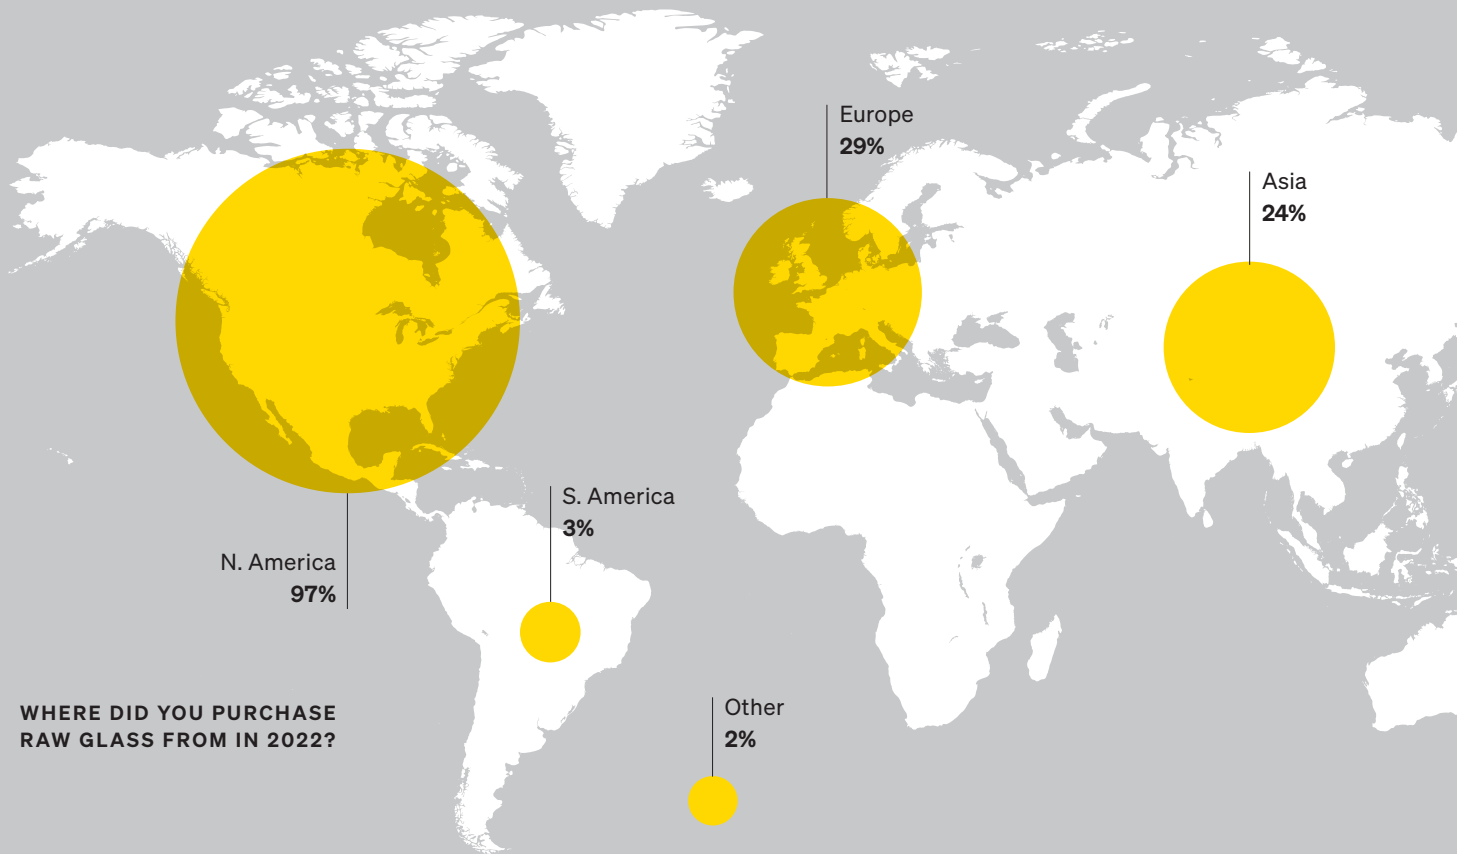 Europe
29%
Asia
24%
S. America
3%
N. America
97%
WHERE DID YOU PURCHASE
RAW GLASS FROM IN 2022?
Other
2%